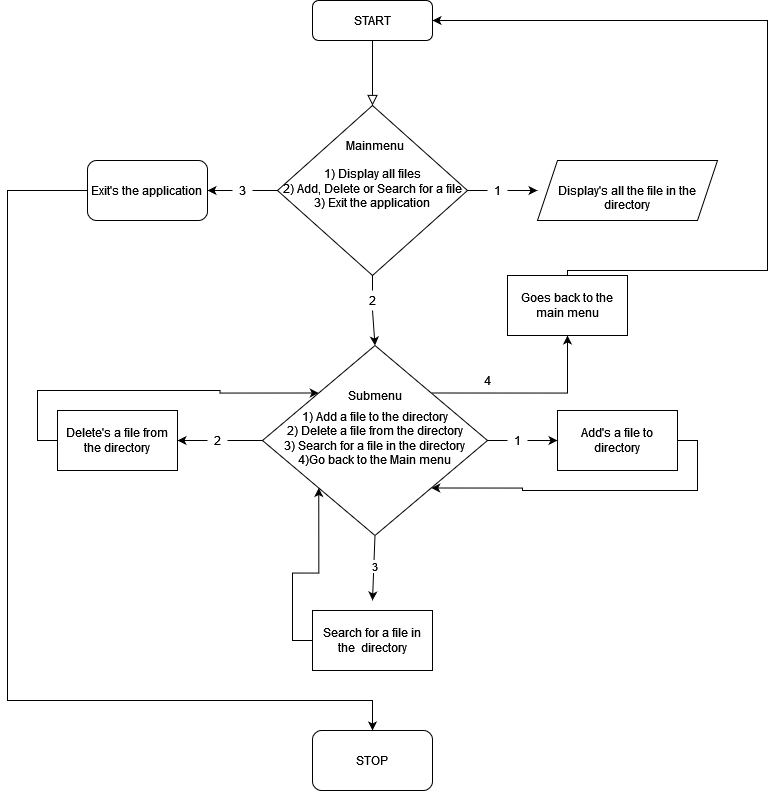 START
Mainmenu
1) Display all files
2) Add, Delete or Search for a file
3) Exit the application
Exit's the application
3
1
Display's all the file in the
directory
2
Goes back to the
main menu
4
Submenu
1) Add a file to the directory
2) Delete a file from the directory
3) Search for a file in the directory
4)Go back to the Main menu
Delete's a file from
the directory
2
1
Add's a file to
directory
3
Search for a file in
the directory
STOP